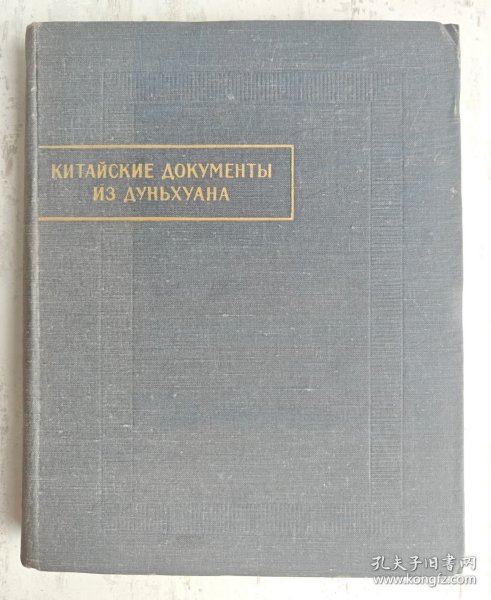 КИТАЙСКИЕ ДОКУМЕНТЫ
ИЗ ДУНЬХУАНА
孔夫子旧书网
www.kongfz.com